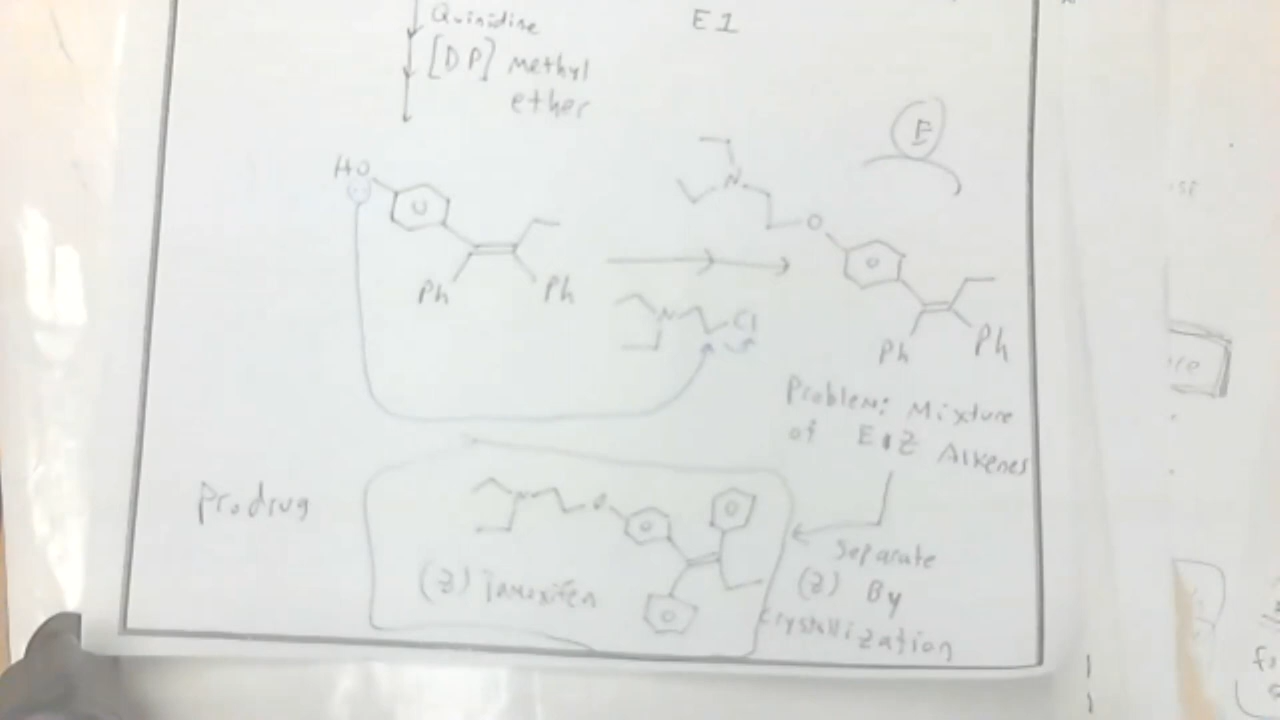 Quinidine
E1
[DP] methyl
ether
E
HO
N
O
Ph
Ph
N
Cl
Ph
Ph
Problem: Mixture
of E&Z Alkenes
Prodrug
N
O
(Z) Tamoxifen
Separate
(Z) By
crystallization